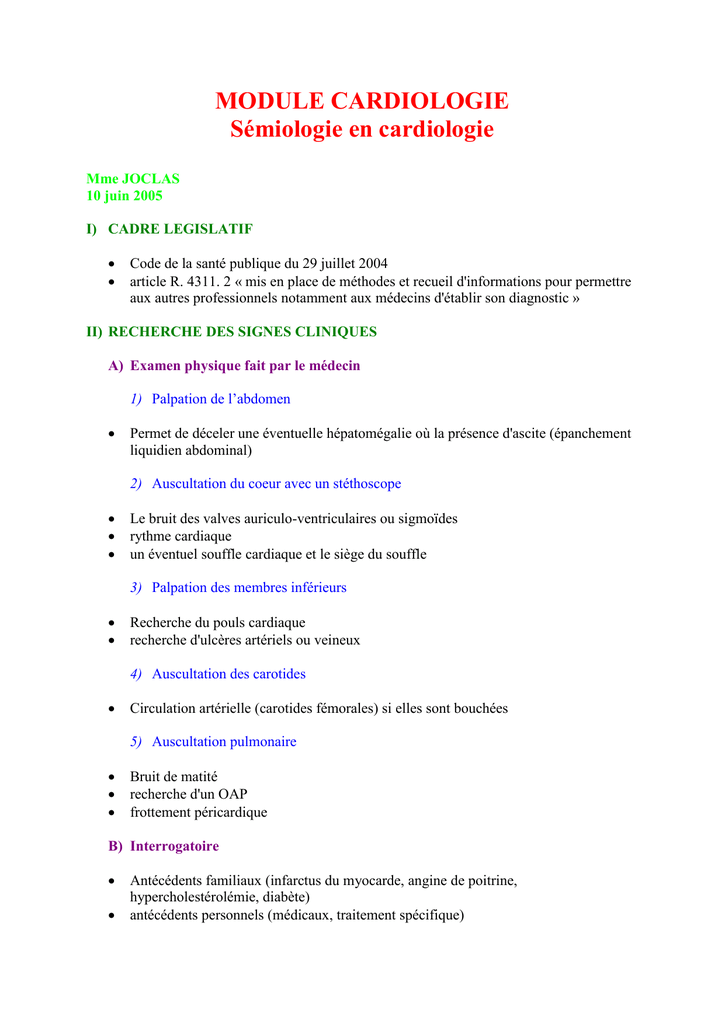 MODULE CARDIOLOGIE
Sémiologie en cardiologie
Mme JOCLAS
10 juin 2005
I) CADRE LEGISLATIF
• Code de la santé publique du 29 juillet 2004
• article R. 4311. 2 « mis en place de méthodes et recueil d'informations pour permettre
aux autres professionnels notamment aux médecins d'établir son diagnostic »
II) RECHERCHE DES SIGNES CLINIQUES
A) Examen physique fait par le médecin
1) Palpation de l’abdomen
• Permet de déceler une éventuelle hépatomégalie où la présence d'ascite (épanchement
liquidien abdominal)
2) Auscultation du coeur avec un stéthoscope
• Le bruit des valves auriculo-ventriculaires ou sigmoïdes
• rythme cardiaque
• un éventuel souffle cardiaque et le siège du souffle
3) Palpation des membres inférieurs
• Recherche du pouls cardiaque
• recherche d'ulcères artériels ou veineux
4) Auscultation des carotides
• Circulation artérielle (carotides fémorales) si elles sont bouchées
5) Auscultation pulmonaire
• Bruit de matité
• recherche d'un OAP
• frottement péricardique
B) Interrogatoire
• Antécédents familiaux (infarctus du myocarde, angine de poitrine,
hypercholestérolémie, diabète)
• antécédents personnels (médicaux, traitement spécifique)